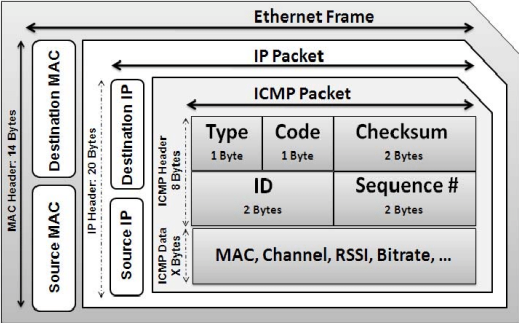 Ethernet Frame
IP Packet
ICMP Packet
MAC Header: 14 Bytes
Destination MAC
Source MAC
IP Header: 20 Bytes
Destination IP
Source IP
ICMP Header
8 Bytes
Type
1 Byte
Code
1 Byte
Checksum
2 Bytes
ID
2 Bytes
Sequence #
2 Bytes
ICMP Data
X Bytes
MAC, Channel, RSSI, Bitrate, ...